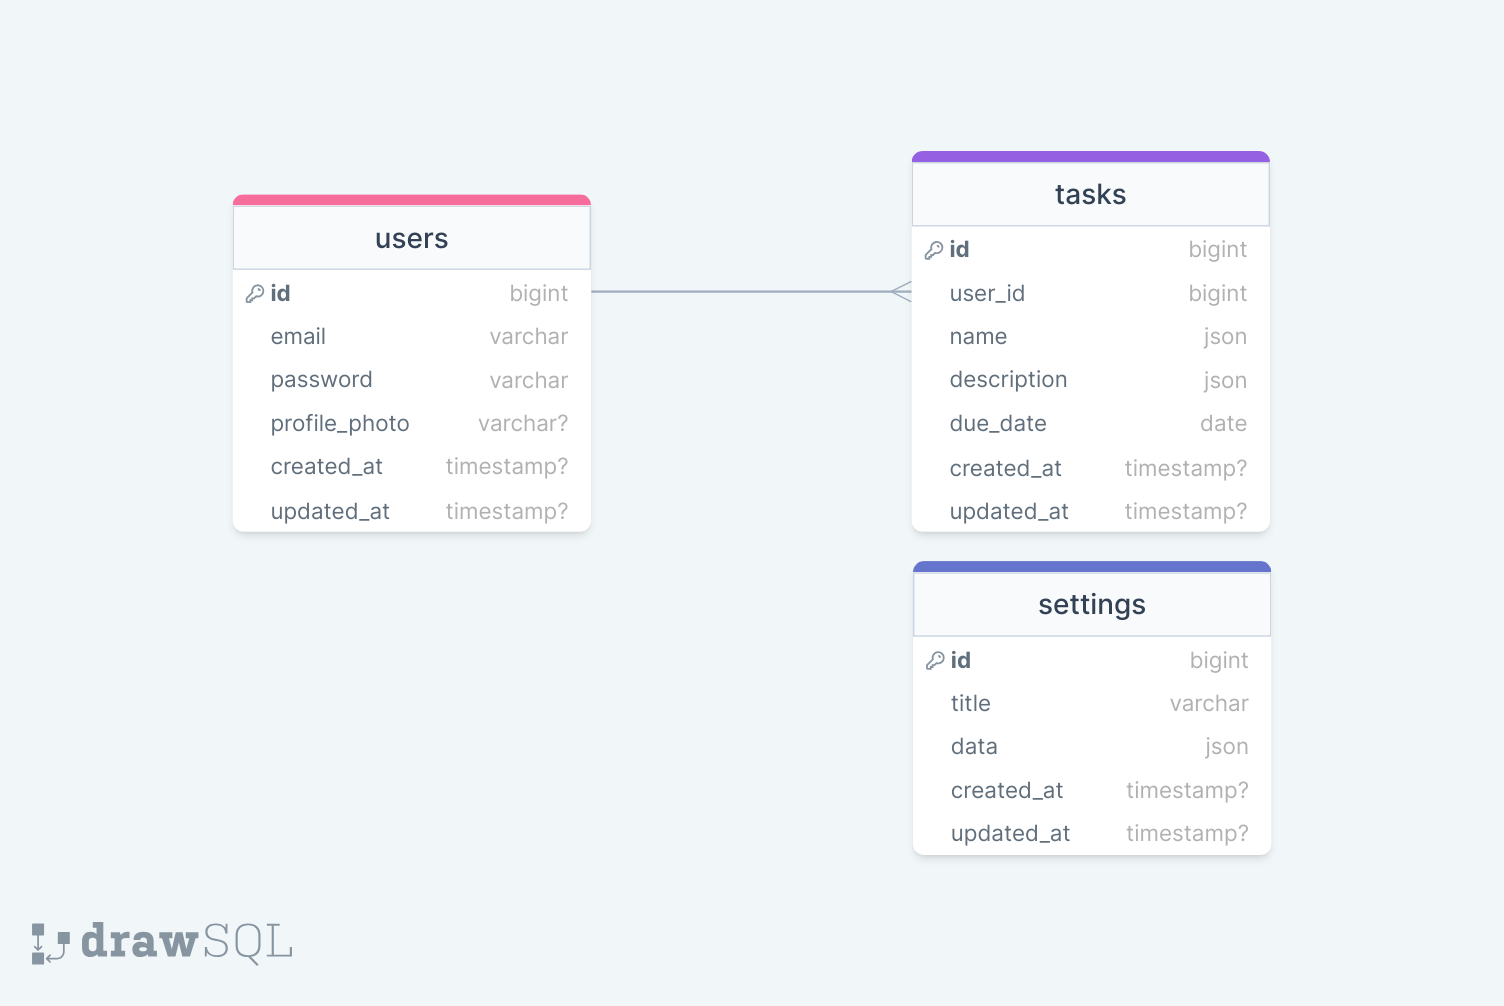 users
id bigint
email varchar
password varchar
profile_photo varchar?
created_at timestamp?
updated_at timestamp?
tasks
id bigint
user_id bigint
name json
description json
due_date date
created_at timestamp?
updated_at timestamp?
settings
id bigint
title varchar
data json
created_at timestamp?
updated_at timestamp?
drawSQL